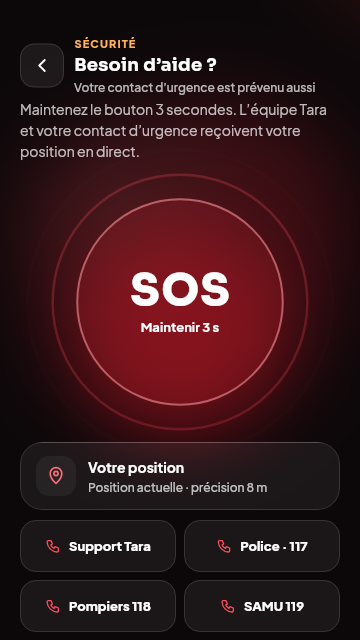 SÉCURITÉ
Besoin d’aide ?
Votre contact d’urgence est prévenu aussi
Maintenez le bouton 3 secondes. L’équipe Tara
et votre contact d’urgence reçoivent votre
position en direct.
SOS
Maintenir 3 s
Votre position
Position actuelle · précision 8 m
Support Tara
Police · 117
Pompiers 118
SAMU 119